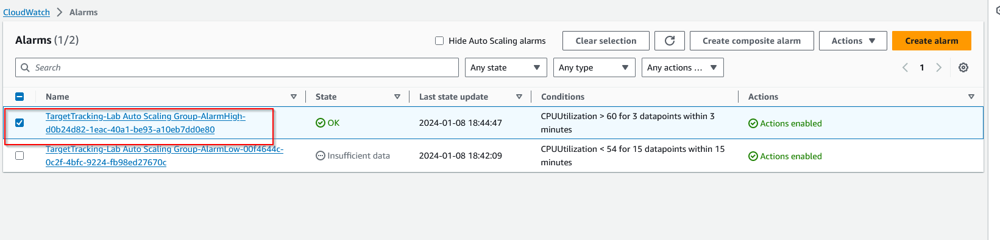 CloudWatch > Alarms
Alarms (1/2)
Hide Auto Scaling alarms
Clear selection
Create composite alarm
Actions
Create alarm
Search
Any state
Any type
Any actions ...
1
Name State Last state update Conditions Actions
TargetTracking-Lab Auto Scaling Group-AlarmHigh-
d0b24d82-1eac-40a1-be93-a10eb7dd0e80
OK
2024-01-08 18:44:47
CPUUtilization > 60 for 3 datapoints within 3
minutes
Actions enabled
TargetTracking-Lab Auto Scaling Group-AlarmLow-00f4644c-
0c2f-4bfc-9224-fb98ed27670c
Insufficient data
2024-01-08 18:42:09
CPUUtilization < 54 for 15 datapoints within 15
minutes
Actions enabled